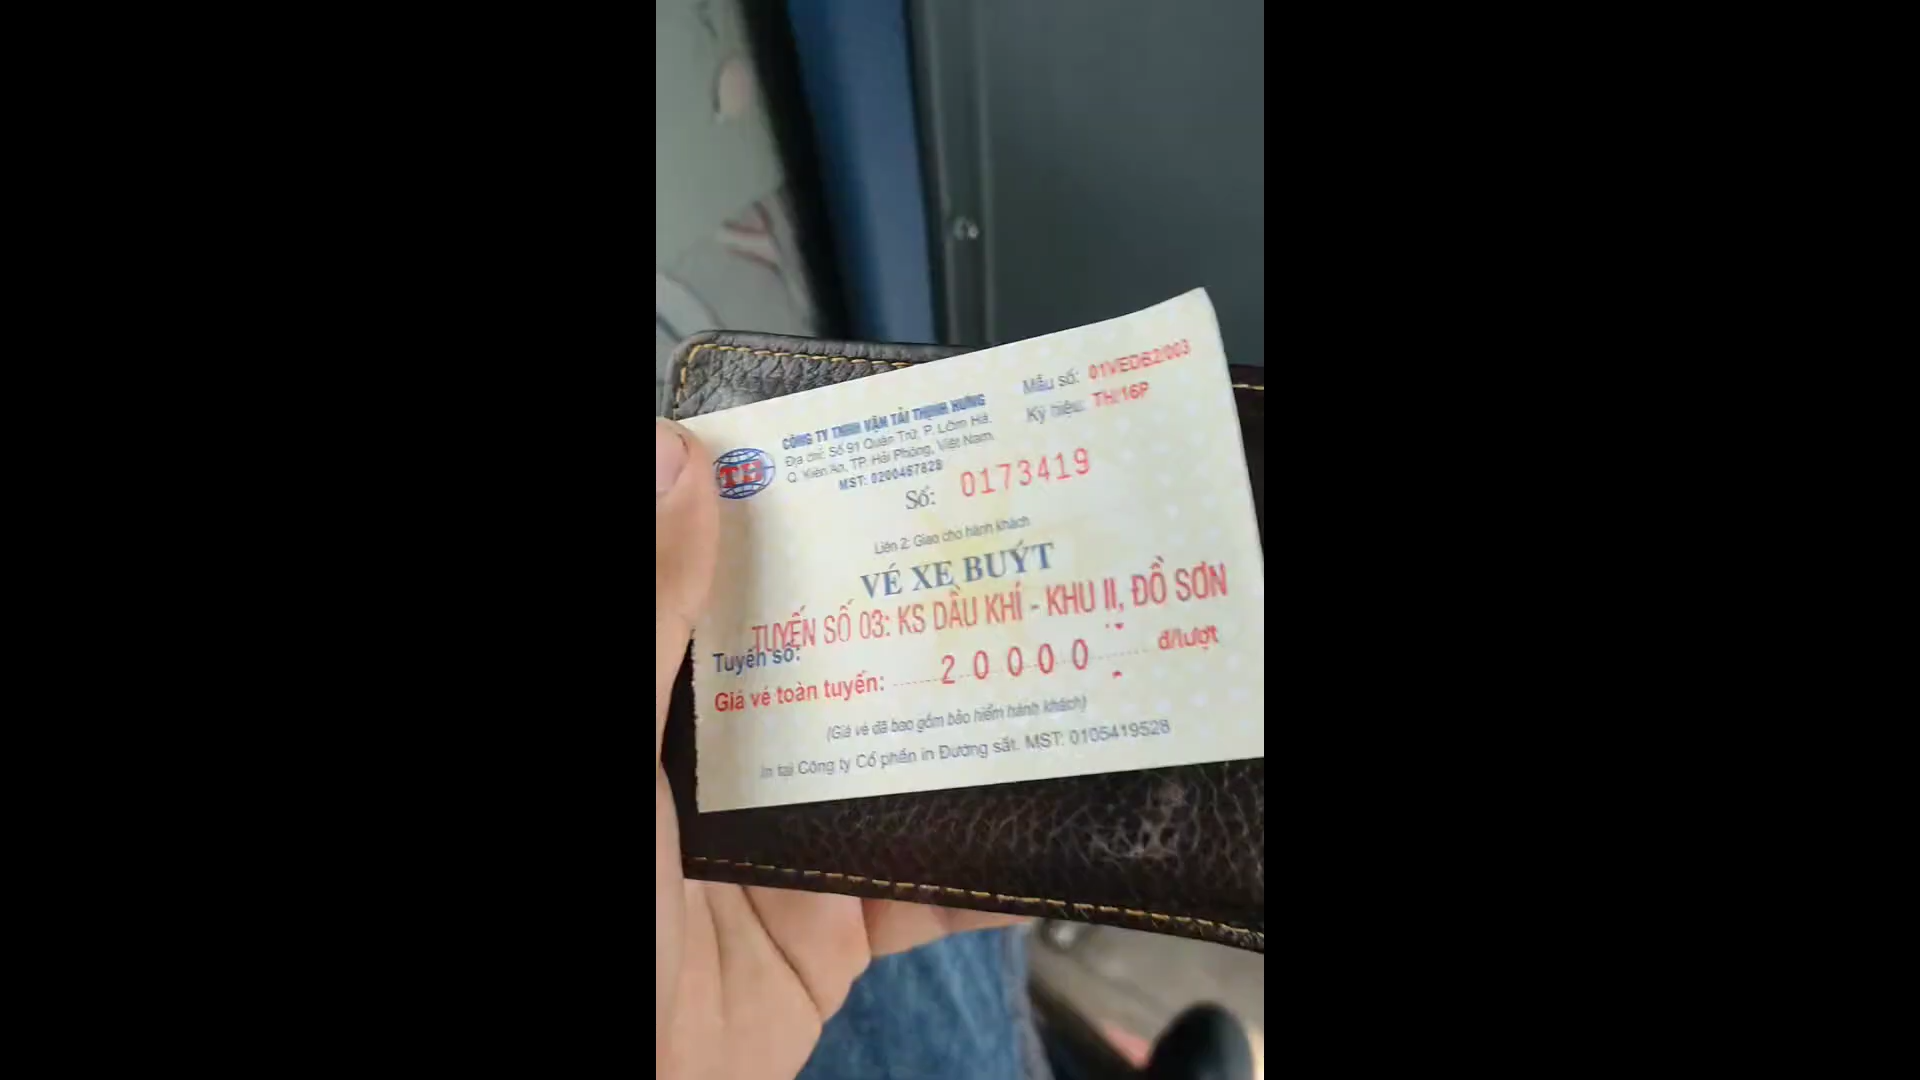 CÔNG TY TNHH VẬN TẢI THỊNH HƯNG
Địa chỉ: Số 91 Quán Trữ, P. Lãm Hà,
Q. Kiến An, TP. Hải Phòng, Việt Nam.
MST: 0200467828
Mẫu số: 01VEDB2/003
Ký hiệu: TH/16P
TH
Số: 0173419
Liên 2: Giao cho hành khách
VÉ XE BUÝT
TUYẾN SỐ 03: KS DẦU KHÍ - KHU II, ĐỒ SƠN
Tuyến số:
Giá vé toàn tuyến: 20000 đ/lượt
(Giá vé đã bao gồm bảo hiểm hành khách)
In tại Công ty Cổ phần in Đường sắt. MST: 0105419528